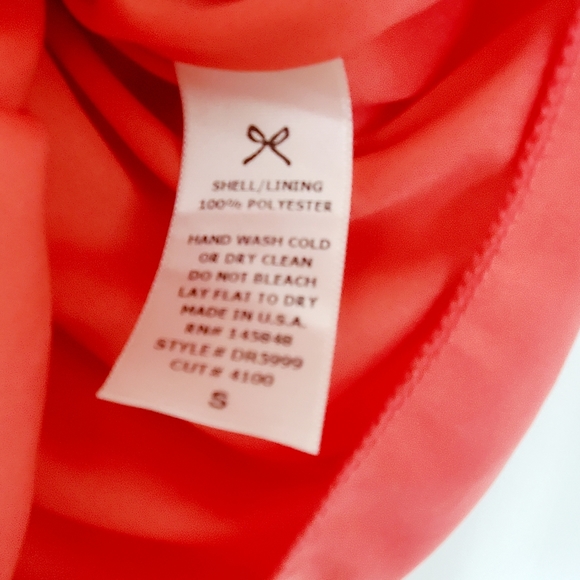 SHELL/LINING
100% POLYESTER
HAND WASH COLD
OR DRY CLEAN
DO NOT BLEACH
LAY FLAT TO DRY
MADE IN U.S.A.
RN# 145848
STYLE# DR5999
CUT# 4100
S